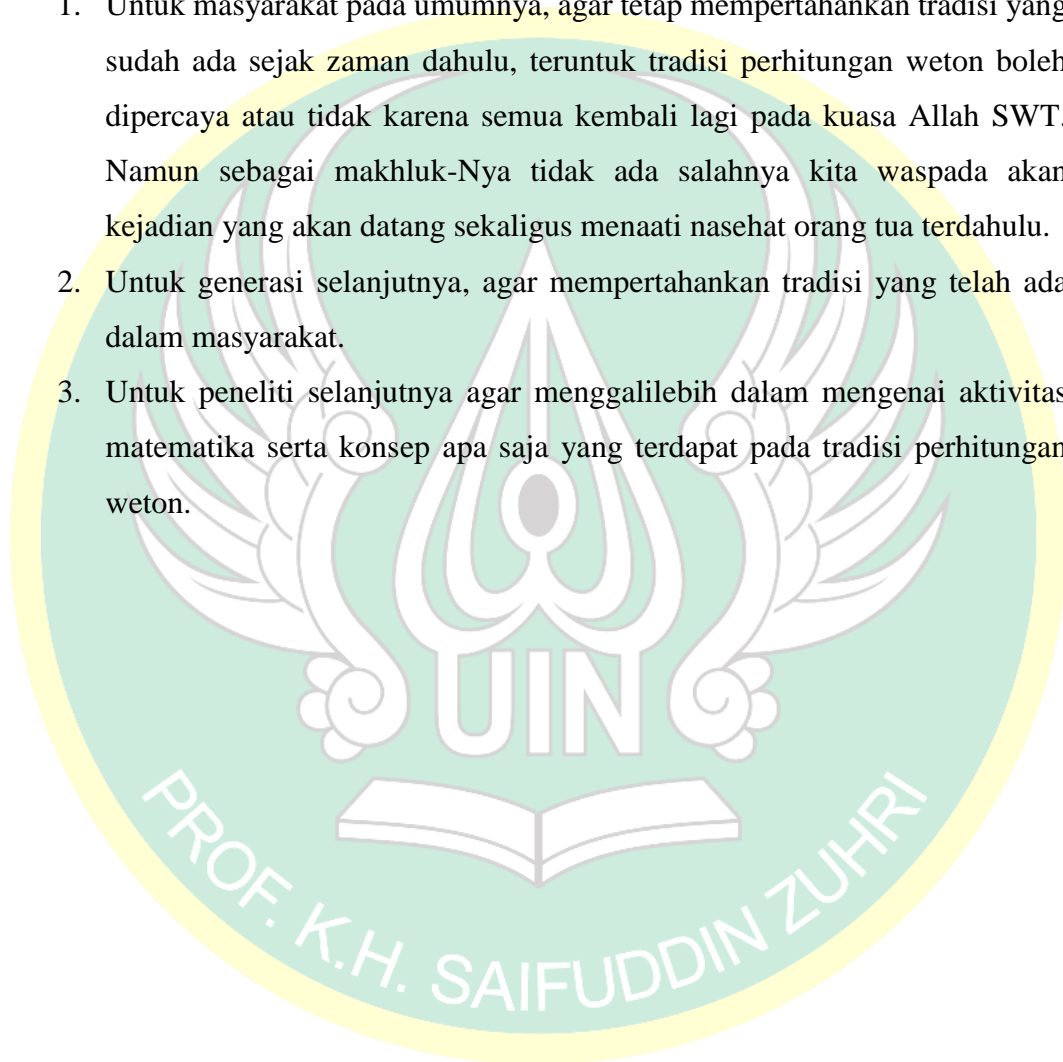 1. Untuk masyarakat pada umumnya, agar tetap mempertahankan tradisi yang
sudah ada sejak zaman dahulu, teruntuk tradisi perhitungan weton boleh
dipercaya atau tidak karena semua kembali lagi pada kuasa Allah SWT.
Namun sebagai makhluk-Nya tidak ada salahnya kita waspada akan
kejadian yang akan datang sekaligus menaati nasehat orang tua terdahulu.
2. Untuk generasi selanjutnya, agar mempertahankan tradisi yang telah ada
dalam masyarakat.
3. Untuk peneliti selanjutnya agar menggalilebih dalam mengenai aktivitas
matematika serta konsep apa saja yang terdapat pada tradisi perhitungan
weton.
UIN
PROF. K.H. SAIFUDDIN ZUHRI